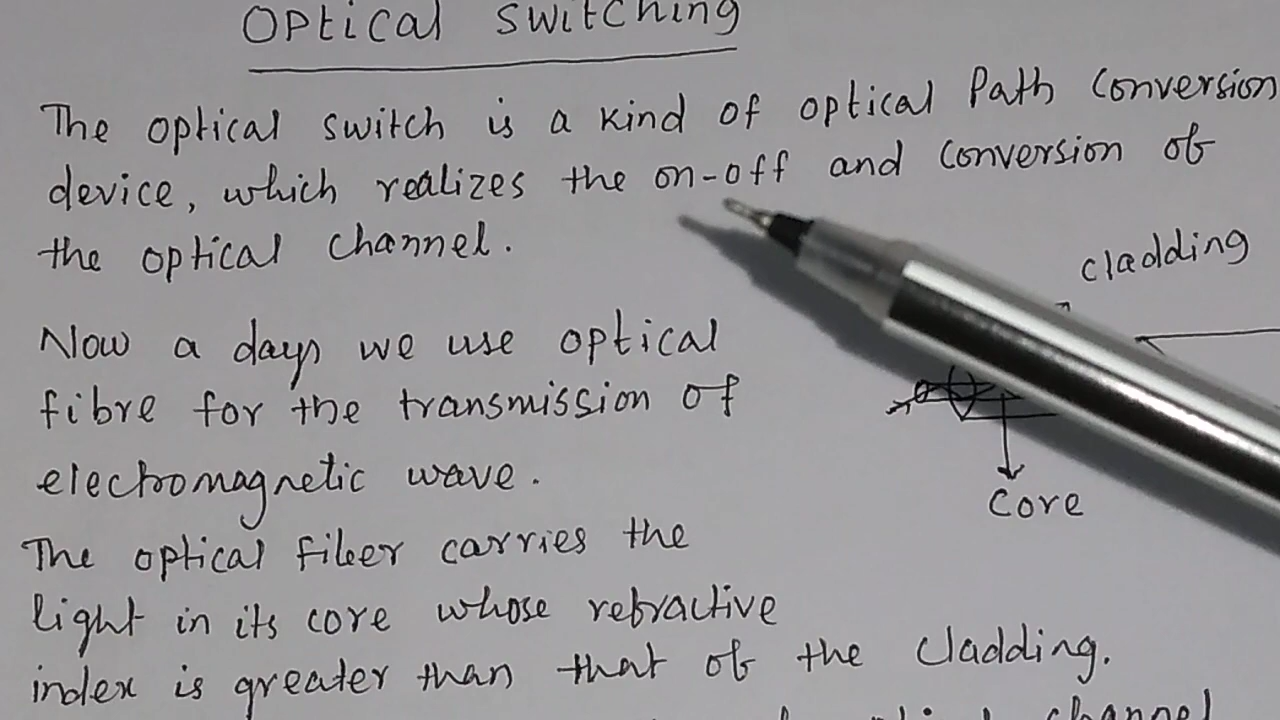 Optical switching
The optical switch is a kind of optical Path Conversion
device, which realizes the on-off and conversion of
the optical channel.
cladding
Now a days we use optical
fibre for the transmission of
electromagnetic wave.
Core
The optical fiber carries the
light in its core whose refractive
index is greater than that of the cladding.
channel